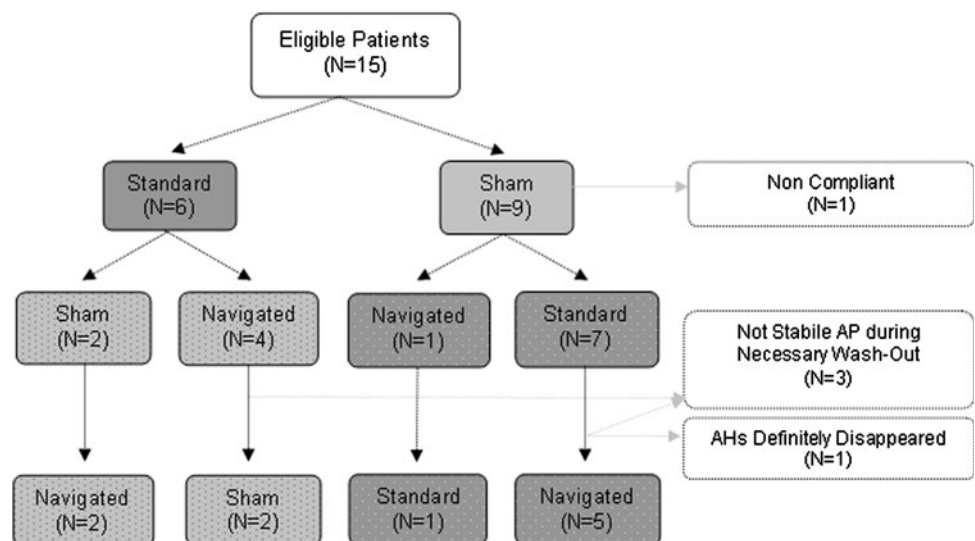 Eligible Patients
(N=15)
Standard
(N=6)
Sham
(N=9)
Non Compliant
(N=1)
Sham
(N=2)
Navigated
(N=4)
Navigated
(N=1)
Standard
(N=7)
Not Stabile AP during
Necessary Wash-Out
(N=3)
AHs Definitely Disappeared
(N=1)
Navigated
(N=2)
Sham
(N=2)
Standard
(N=1)
Navigated
(N=5)